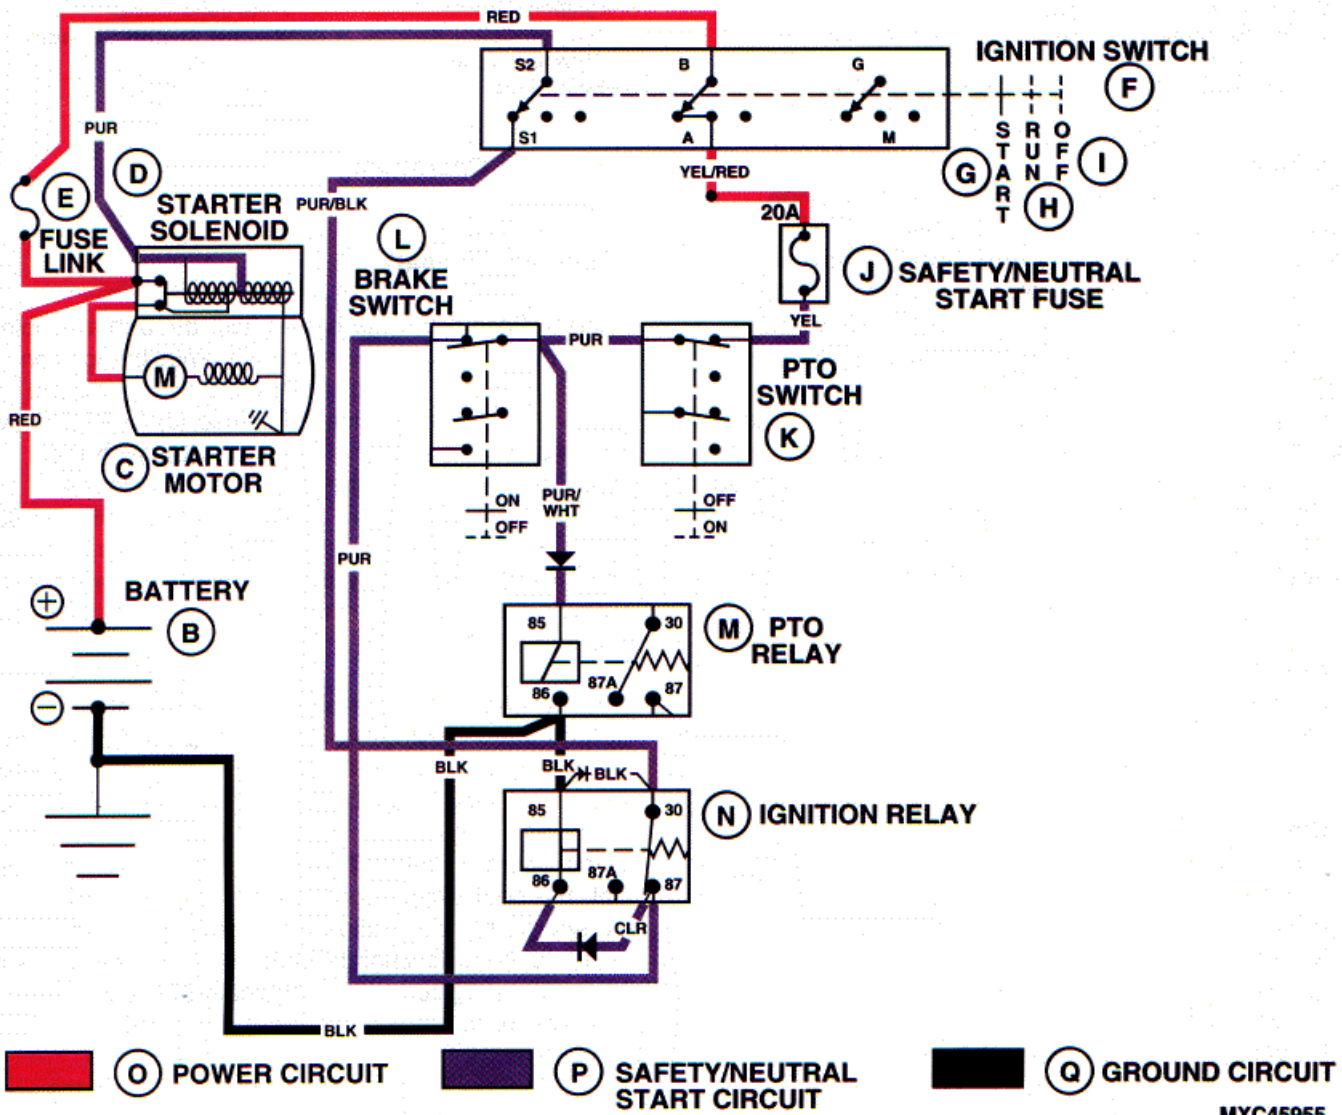 RED
IGNITION SWITCH
F
S2
B
G
S1
A
M
START
RUN
OFF
G
H
I
PUR
D
E
FUSE
LINK
STARTER
SOLENOID
PUR/BLK
YEL/RED
20A
J
SAFETY/NEUTRAL
START FUSE
YEL
L
BRAKE
SWITCH
PUR
PTO
SWITCH
K
M
RED
C
STARTER
MOTOR
ON
OFF
OFF
ON
PUR/
WHT
PUR
+
BATTERY
B
−
85
30
86
87A
87
M
PTO
RELAY
BLK
BLK
BLK
85
30
86
87A
87
N
IGNITION RELAY
CLR
BLK
O
POWER CIRCUIT
P
SAFETY/NEUTRAL
START CIRCUIT
Q
GROUND CIRCUIT